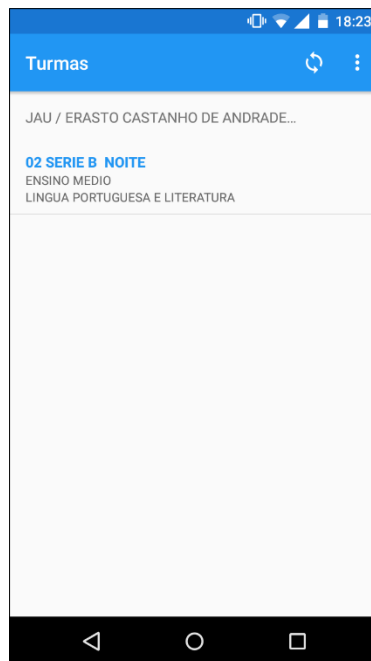 18:23
Turmas
JAU / ERASTO CASTANHO DE ANDRADE...
02 SERIE B NOITE
ENSINO MEDIO
LINGUA PORTUGUESA E LITERATURA